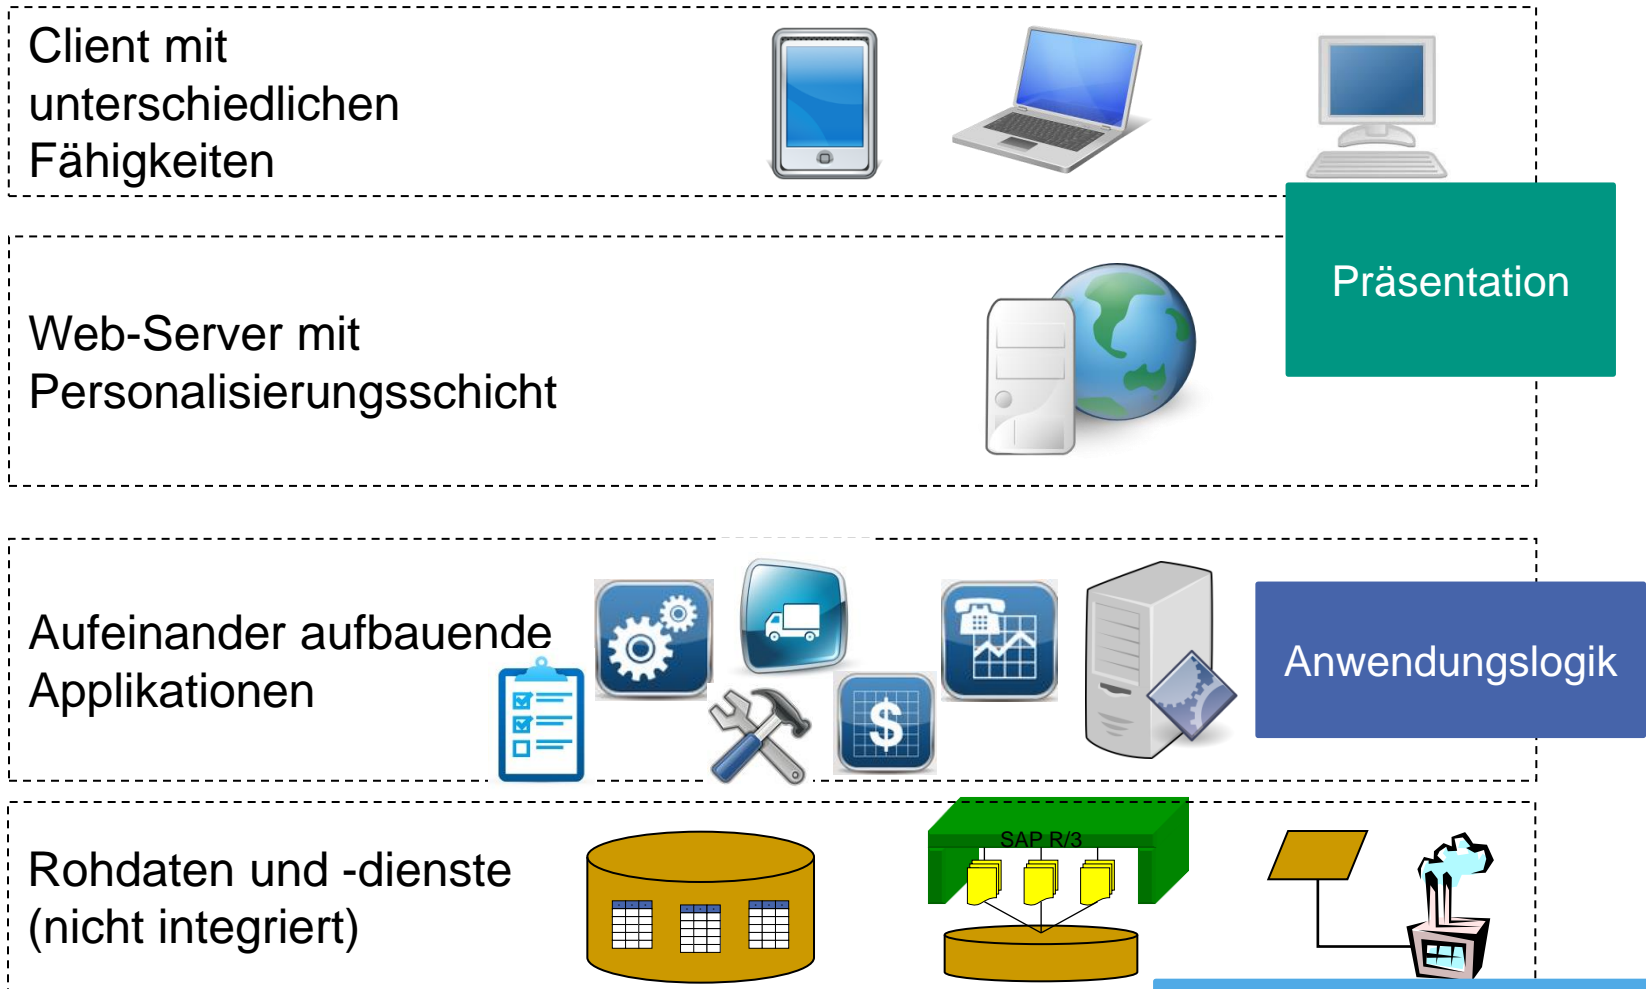 Client mit
unterschiedlichen
Fähigkeiten
Präsentation
Web-Server mit
Personalisierungsschicht
Aufeinander aufbauende
Applikationen
Anwendungslogik
$
SAP R/3
Rohdaten und -dienste
(nicht integriert)